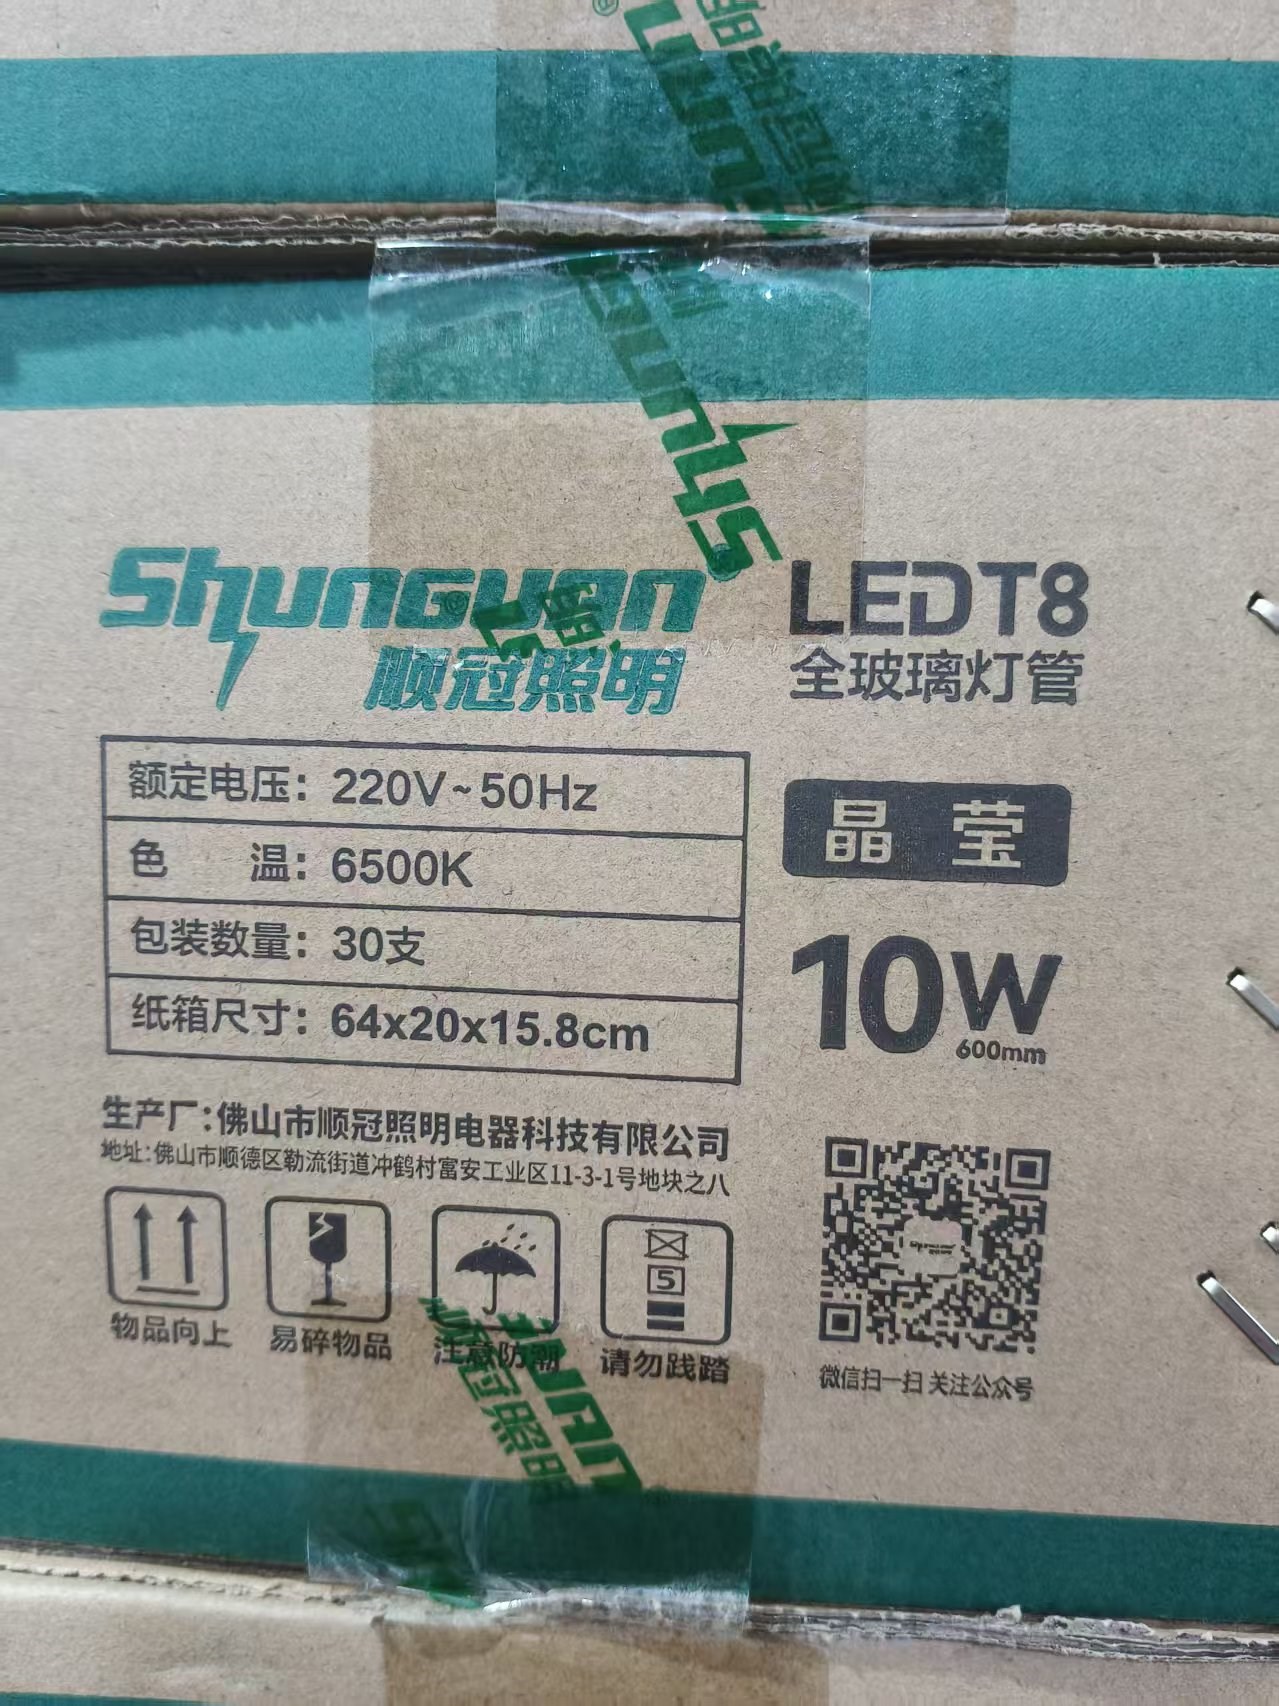 Shunguan
顺冠照明
LEDT8
全玻璃灯管
额定电压：220V~50Hz
色 温：6500K
包装数量：30支
纸箱尺寸：64x20x15.8cm
晶 莹
10W
600mm
生产厂：佛山市顺冠照明电器科技有限公司
地址：佛山市顺德区勒流街道冲鹤村富安工业区11-3-1号地块之八
5
物品向上
易碎物品
注意防潮
请勿践踏
微信扫一扫 关注公众号